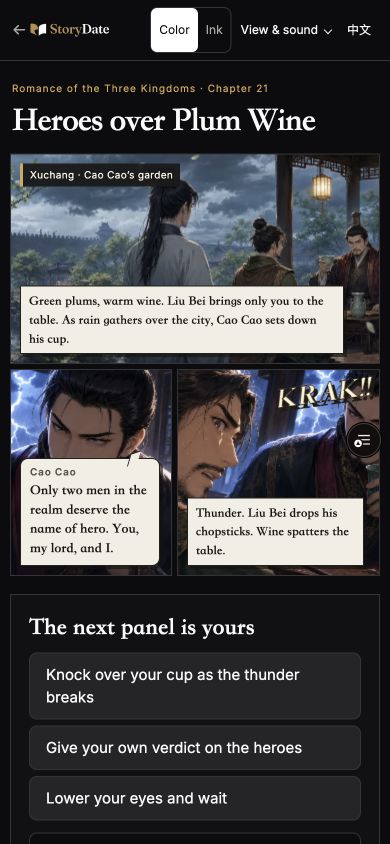 StoryDate
Color
Ink
View & sound
中文
Romance of the Three Kingdoms · Chapter 21
Heroes over Plum Wine
Xuchang · Cao Cao's garden
Green plums, warm wine. Liu Bei brings only you to the
table. As rain gathers over the city, Cao Cao sets down
his cup.
Cao Cao
Only two men in the
realm deserve the
name of hero. You,
my lord, and I.
KRAK!!
Thunder. Liu Bei drops his
chopsticks. Wine spatters the
table.
The next panel is yours
Knock over your cup as the thunder
breaks
Give your own verdict on the heroes
Lower your eyes and wait